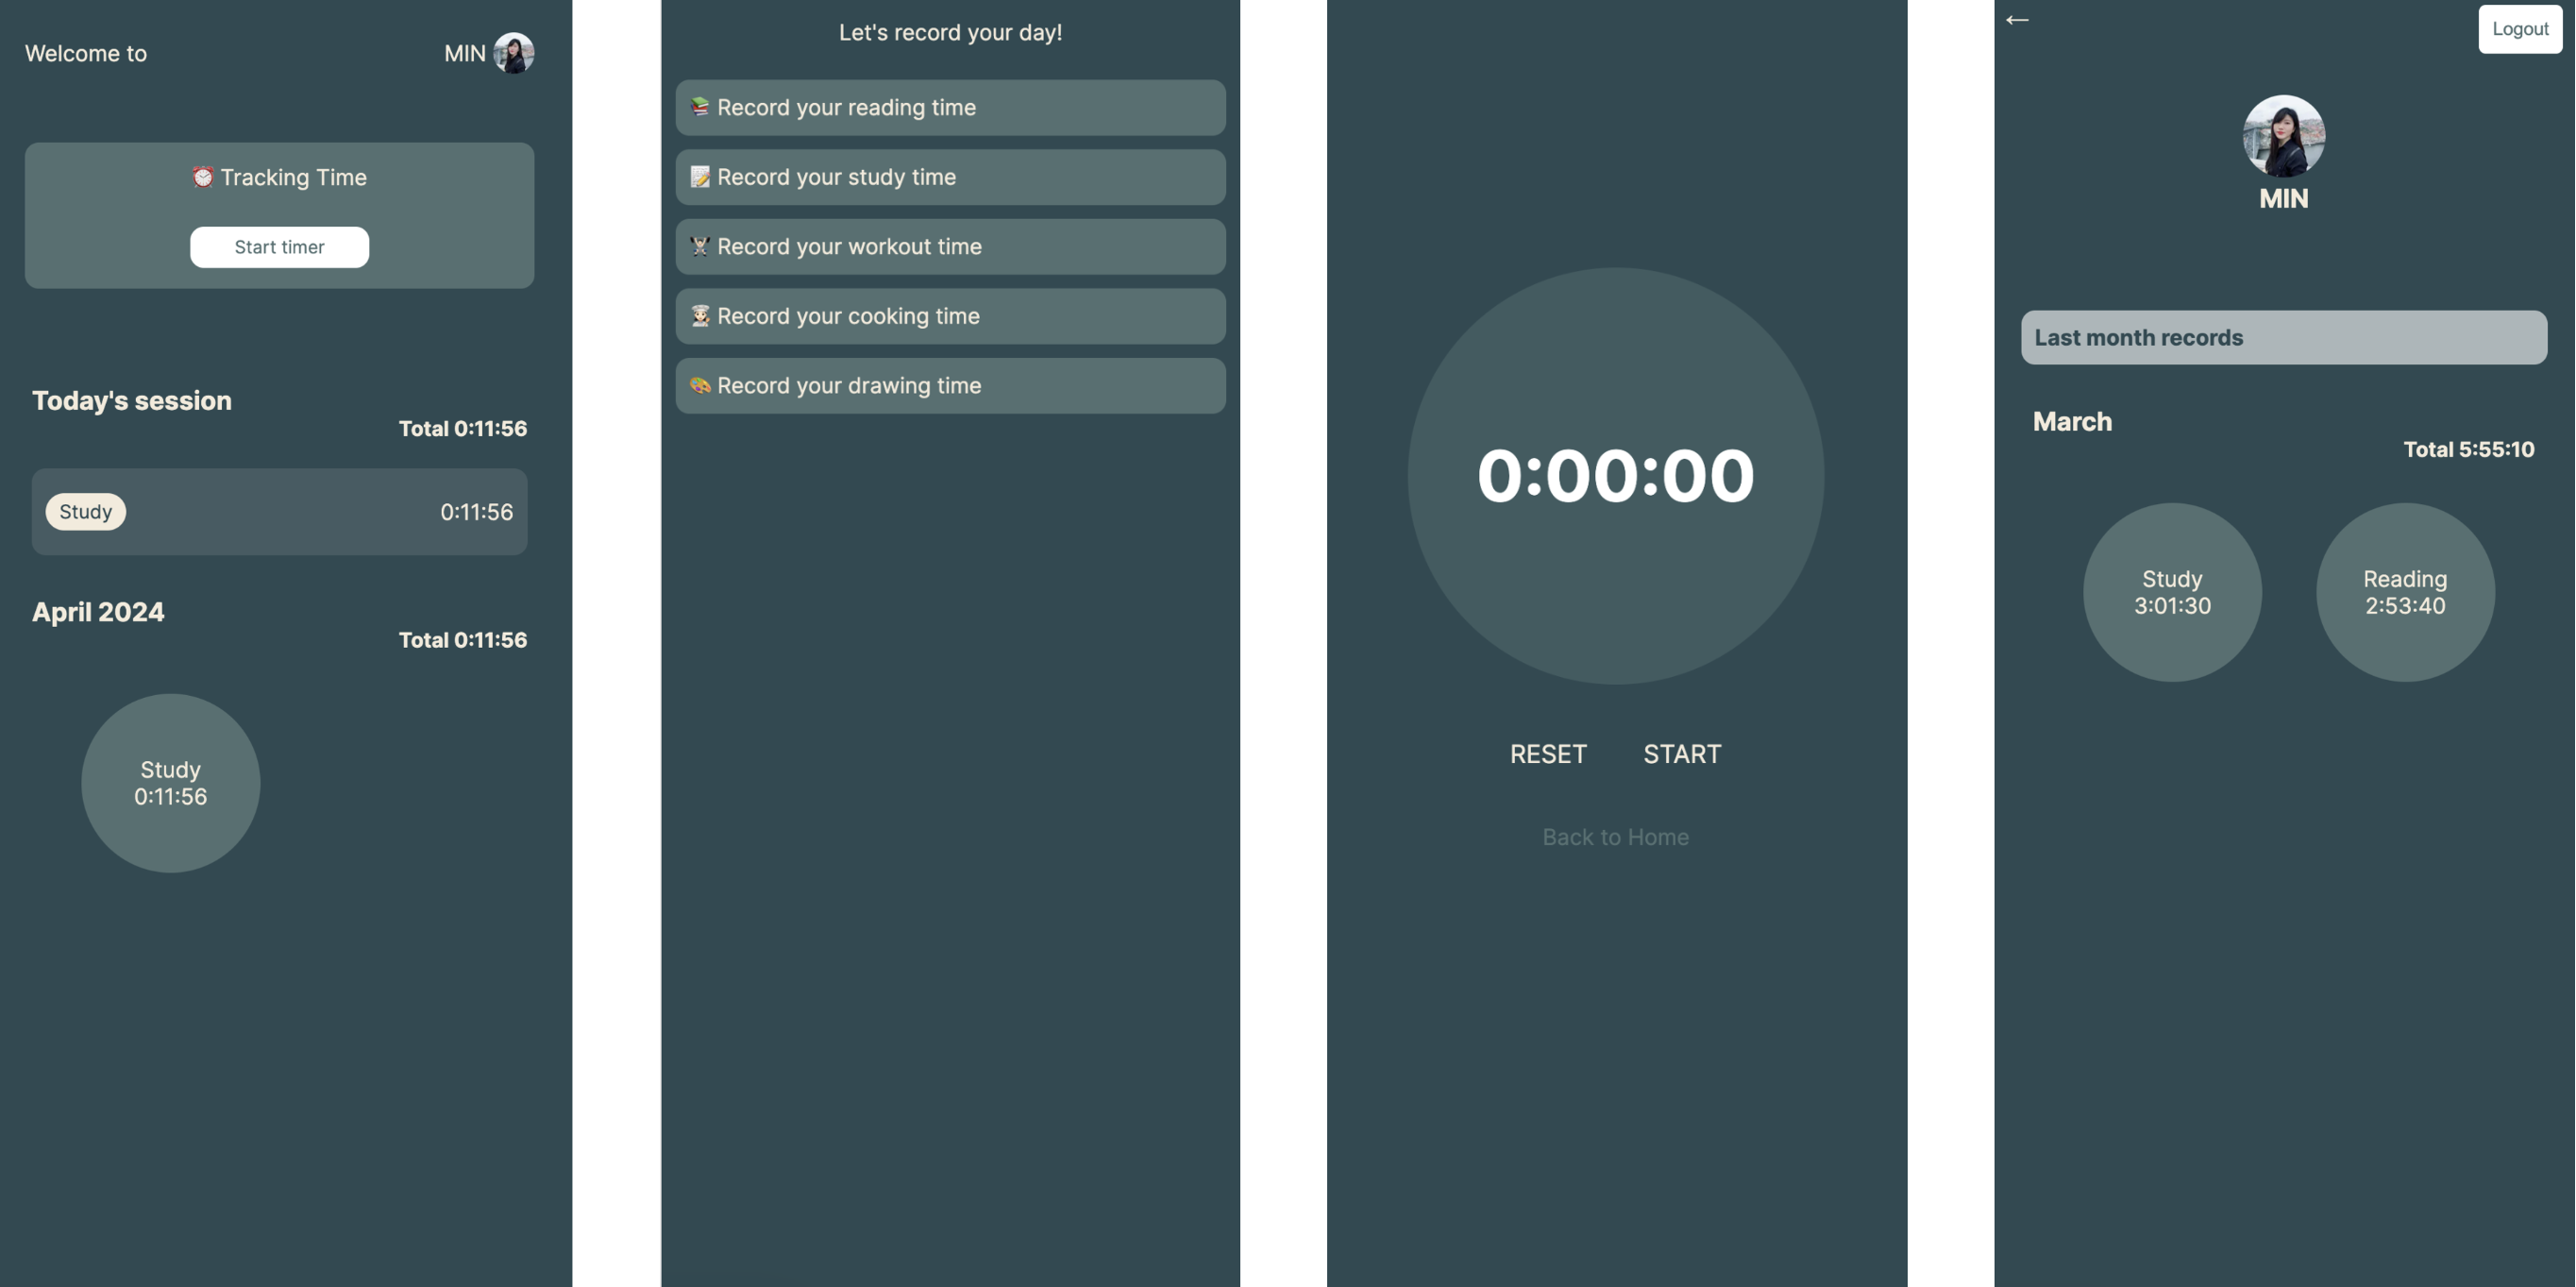 Welcome to
MIN
⏰ Tracking Time
Start timer
Today's session
Total 0:11:56
Study
0:11:56
April 2024
Total 0:11:56
Study
0:11:56
Let's record your day!
📚 Record your reading time
📝 Record your study time
🏋🏻 Record your workout time
👩🏻‍🍳 Record your cooking time
🎨 Record your drawing time
0:00:00
RESET
START
Back to Home
←
Logout
MIN
Last month records
March
Total 5:55:10
Study
3:01:30
Reading
2:53:40